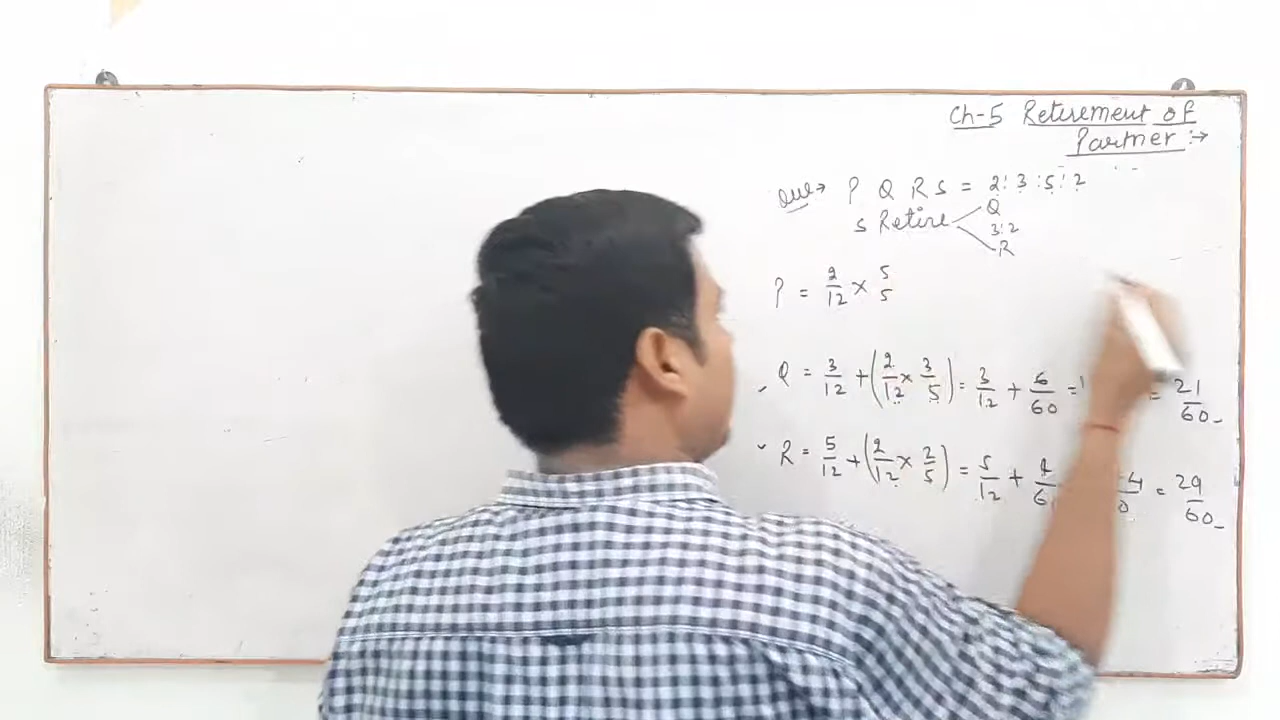 Ch-5 Retirement of
Partner :→
Que→ P Q R S = 2:3:5:2
S Retire Q
3:2
R
P = 2/12 × 5/5
Q = 3/12 + (2/12 × 3/5) = 3/12 + 6/60 = = 21/60
R = 5/12 + (2/12 × 2/5) = 5/12 + 4/6 = 29/60